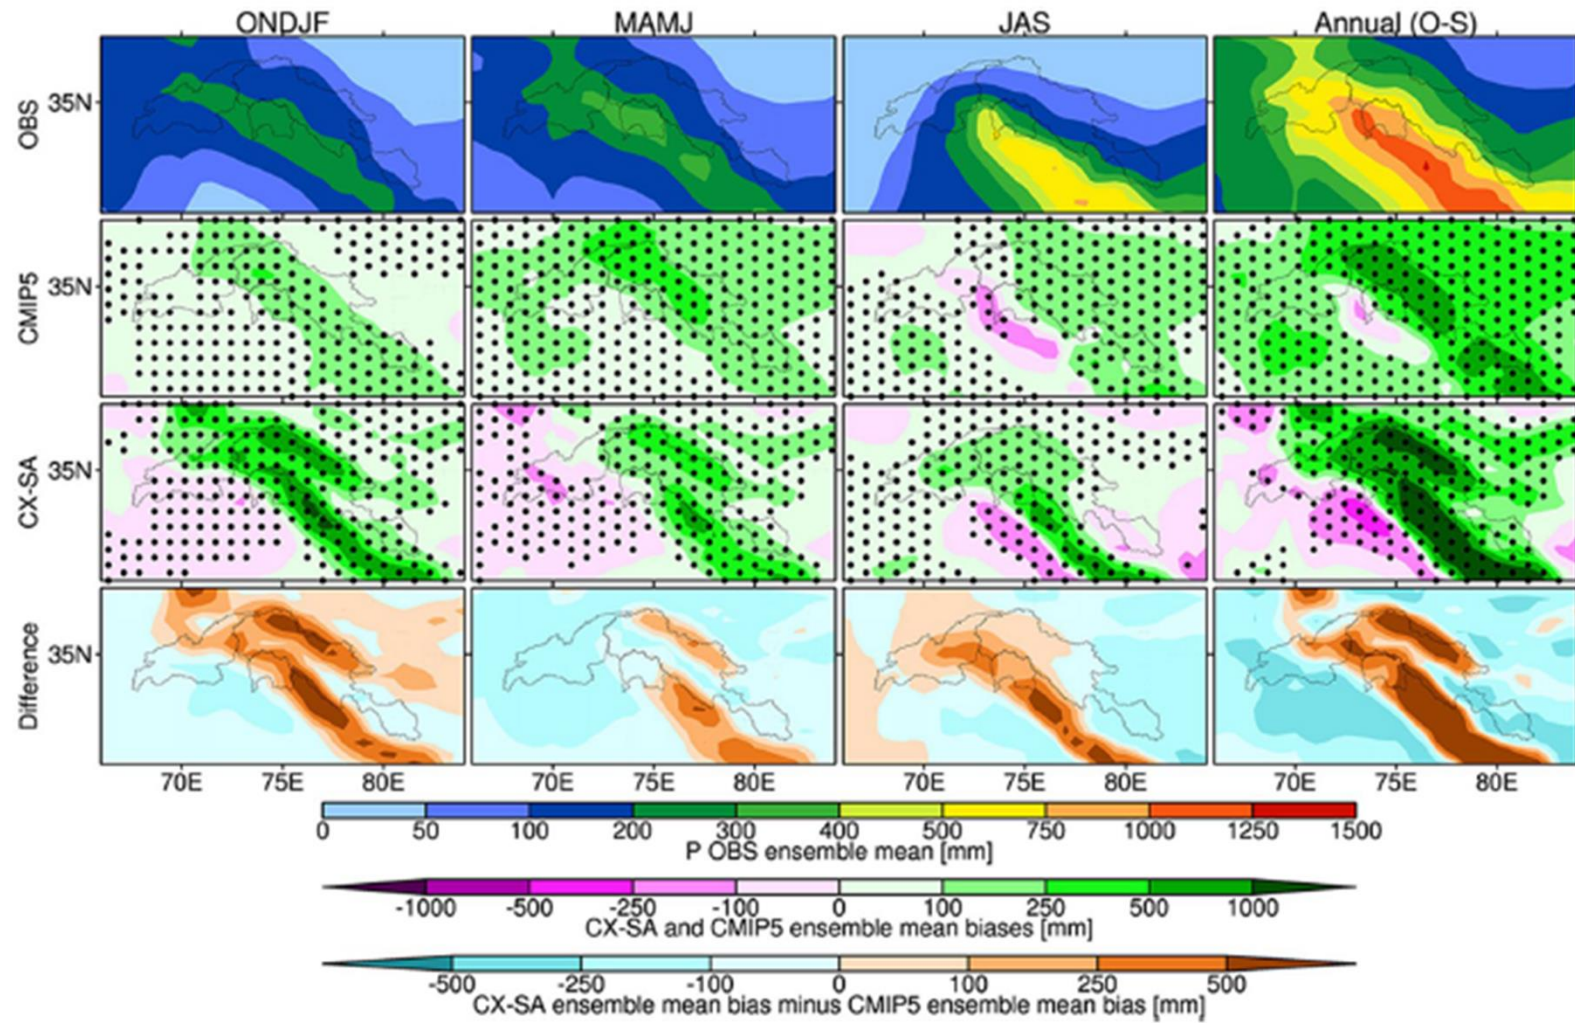 ONDJF MAMJ JAS Annual (O-S)
OBS 35N
CMIP5 35N
CX-SA 35N
Difference 35N
70E 75E 80E 70E 75E 80E 70E 75E 80E 70E 75E 80E
0 50 100 200 300 400 500 750 1000 1250 1500
P OBS ensemble mean [mm]
-1000 -500 -250 -100 0 100 250 500 1000
CX-SA and CMIP5 ensemble mean biases [mm]
-500 -250 -100 0 100 250 500
CX-SA ensemble mean bias minus CMIP5 ensemble mean bias [mm]